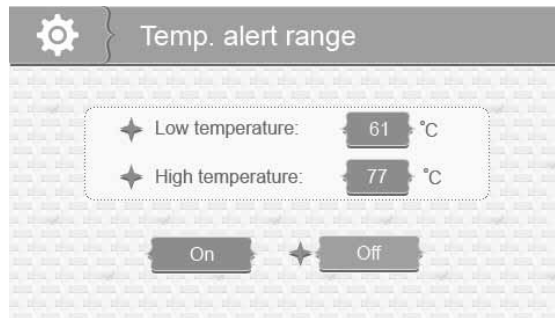 Temp. alert range
Low temperature: 61 °C
High temperature: 77 °C
On Off